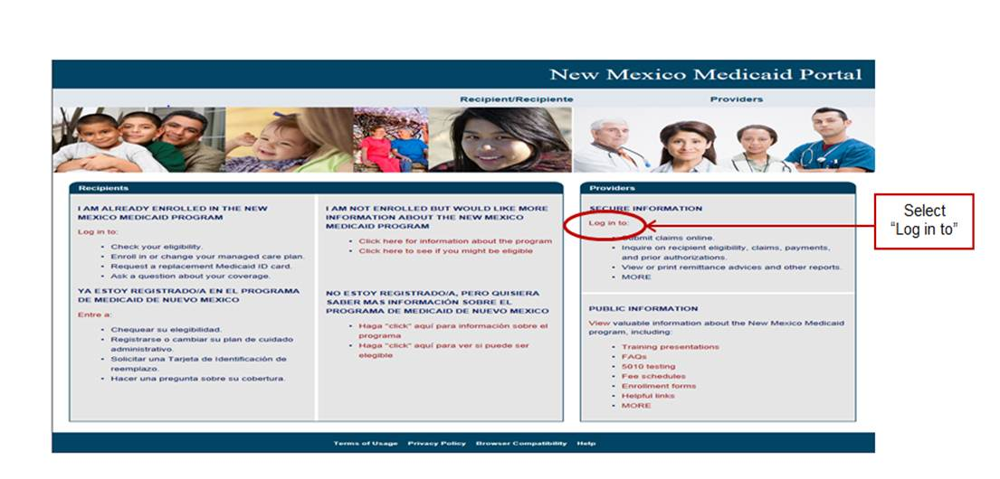 New Mexico Medicaid Portal
Recipient/Recipiente
Providers
Recipients
I AM ALREADY ENROLLED IN THE NEW
MEXICO MEDICAID PROGRAM
Log in to:
• Check your eligibility.
• Enroll in or change your managed care plan.
• Request a replacement Medicaid ID card.
• Ask a question about your coverage.
YA ESTOY REGISTRADO/A EN EL PROGRAMA
DE MEDICAID DE NUEVO MEXICO
Entre a:
• Chequear su elegibilidad.
• Registrarse o cambiar su plan de cuidado
administrativo.
• Solicitar una Tarjeta de Identificación de
reemplazo.
• Hacer una pregunta sobre su cobertura.
I AM NOT ENROLLED BUT WOULD LIKE MORE
INFORMATION ABOUT THE NEW MEXICO
MEDICAID PROGRAM
• Click here for information about the program
• Click here to see if you might be eligible
NO ESTOY REGISTRADO/A, PERO QUISIERA
SABER MAS INFORMACIÓN SOBRE EL
PROGRAMA DE MEDICAID DE NUEVO MEXICO
• Haga "click" aquí para información sobre el
programa
• Haga "click" aquí para ver si puede ser
elegible
Providers
SECURE INFORMATION
Log in to:
• Submit claims online.
• Inquire on recipient eligibility, claims, payments,
and prior authorizations.
• View or print remittance advices and other reports.
• MORE
PUBLIC INFORMATION
View valuable information about the New Mexico Medicaid
program, including:
• Training presentations
• FAQs
• 5010 testing
• Fee schedules
• Enrollment forms
• Helpful links
• MORE
Select
“Log in to”
Terms of Usage Privacy Policy Browser Compatibility Help